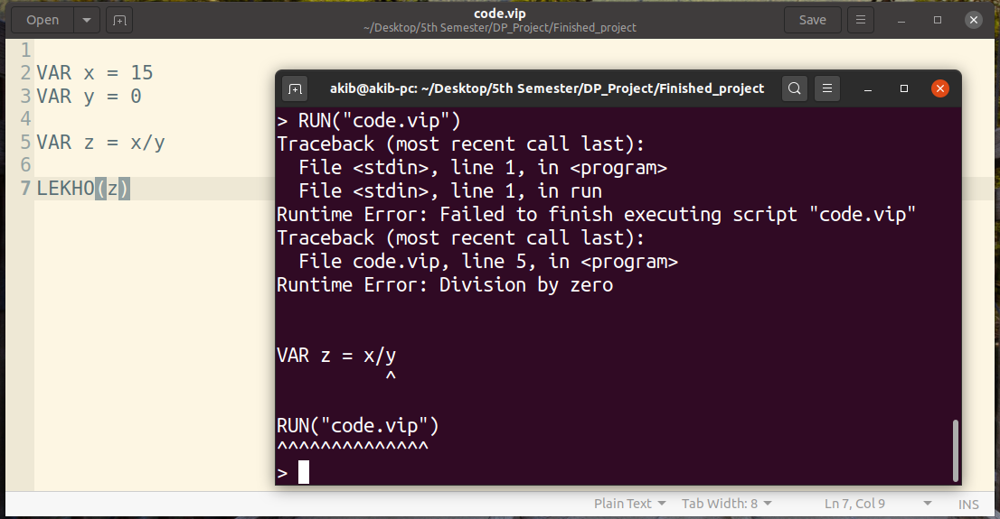 Open
code.vip
~/Desktop/5th Semester/DP_Project/Finished_project
Save
1
2 VAR x = 15
3 VAR y = 0
4
5 VAR z = x/y
6
7 LEKHO(z)
akib@akib-pc: ~/Desktop/5th Semester/DP_Project/Finished_project
> RUN("code.vip")
Traceback (most recent call last):
  File <stdin>, line 1, in <program>
  File <stdin>, line 1, in run
Runtime Error: Failed to finish executing script "code.vip"
Traceback (most recent call last):
  File code.vip, line 5, in <program>
Runtime Error: Division by zero
VAR z = x/y
          ^
RUN("code.vip")
^^^^^^^^^^^^^^
>
Plain Text Tab Width: 8 Ln 7, Col 9 INS